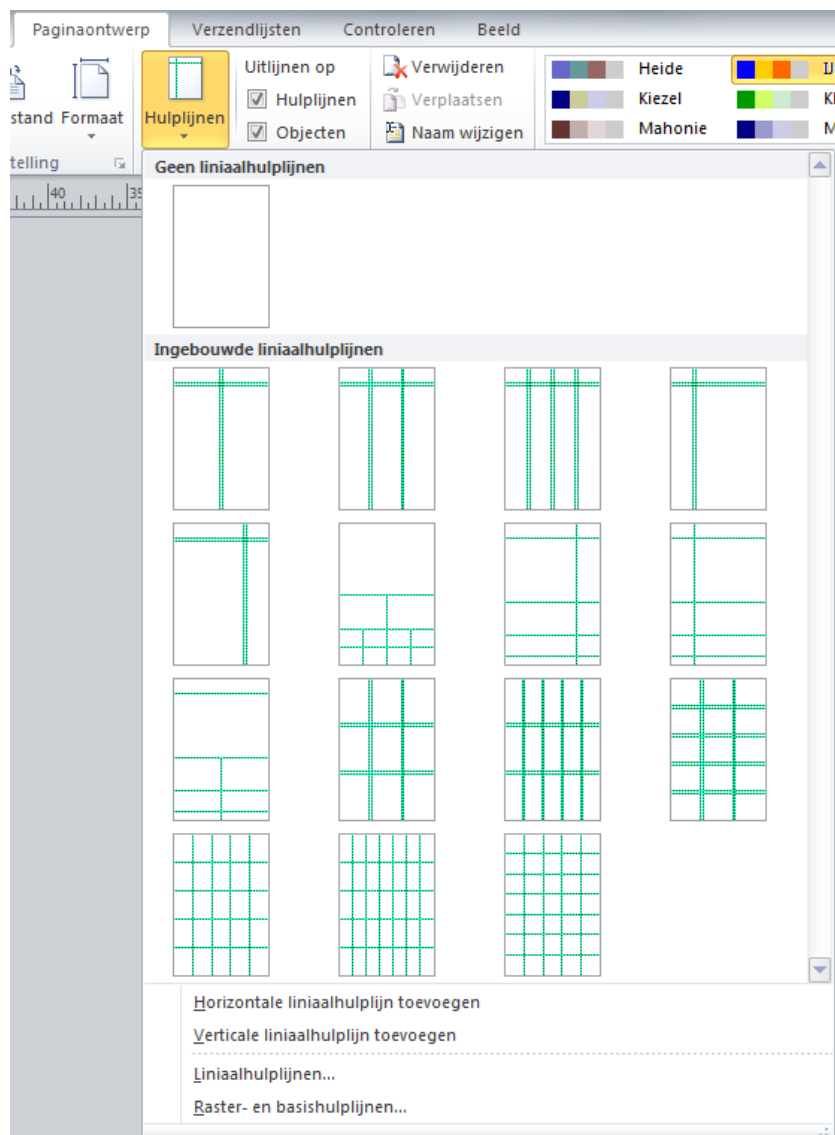 Paginaontwerp Verzendlijsten Controleren Beeld
Uitlijnen op
Hulplijnen
Objecten
Verwijderen
Verplaatsen
Naam wijzigen
Heide
Kiezel
Mahonie
stand Formaat Hulplijnen
telling
40 35
Geen liniaalhulplijnen
Ingebouwde liniaalhulplijnen
Horizontale liniaalhulplijn toevoegen
Verticale liniaalhulplijn toevoegen
Liniaalhulplijnen...
Raster- en basishulplijnen...